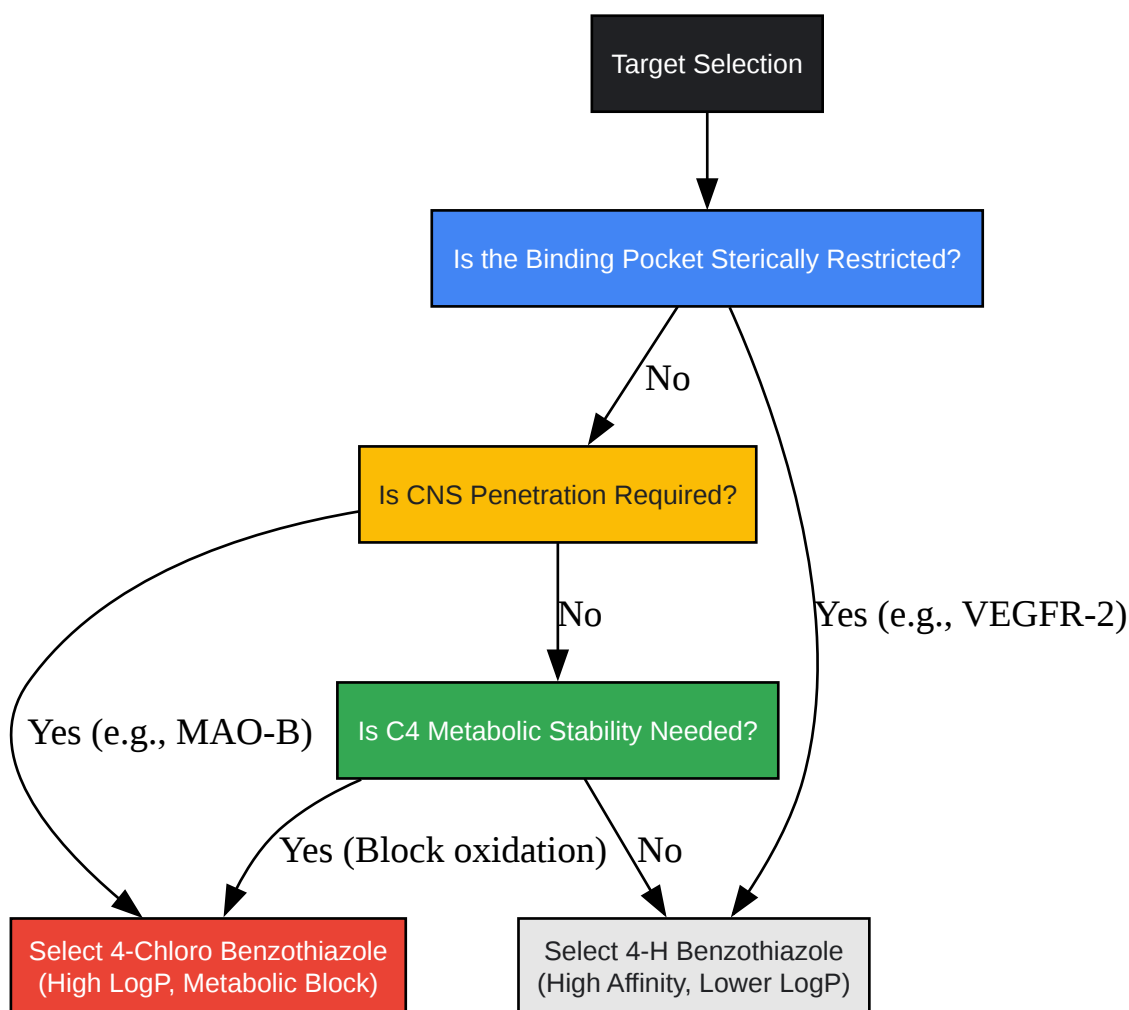 Target Selection
Is the Binding Pocket Sterically Restricted?
No
Is CNS Penetration Required?
No
Yes (e.g., VEGFR-2)
Is C4 Metabolic Stability Needed?
Yes (e.g., MAO-B)
Yes (Block oxidation)
No
Select 4-Chloro Benzothiazole
(High LogP, Metabolic Block)
Select 4-H Benzothiazole
(High Affinity, Lower LogP)